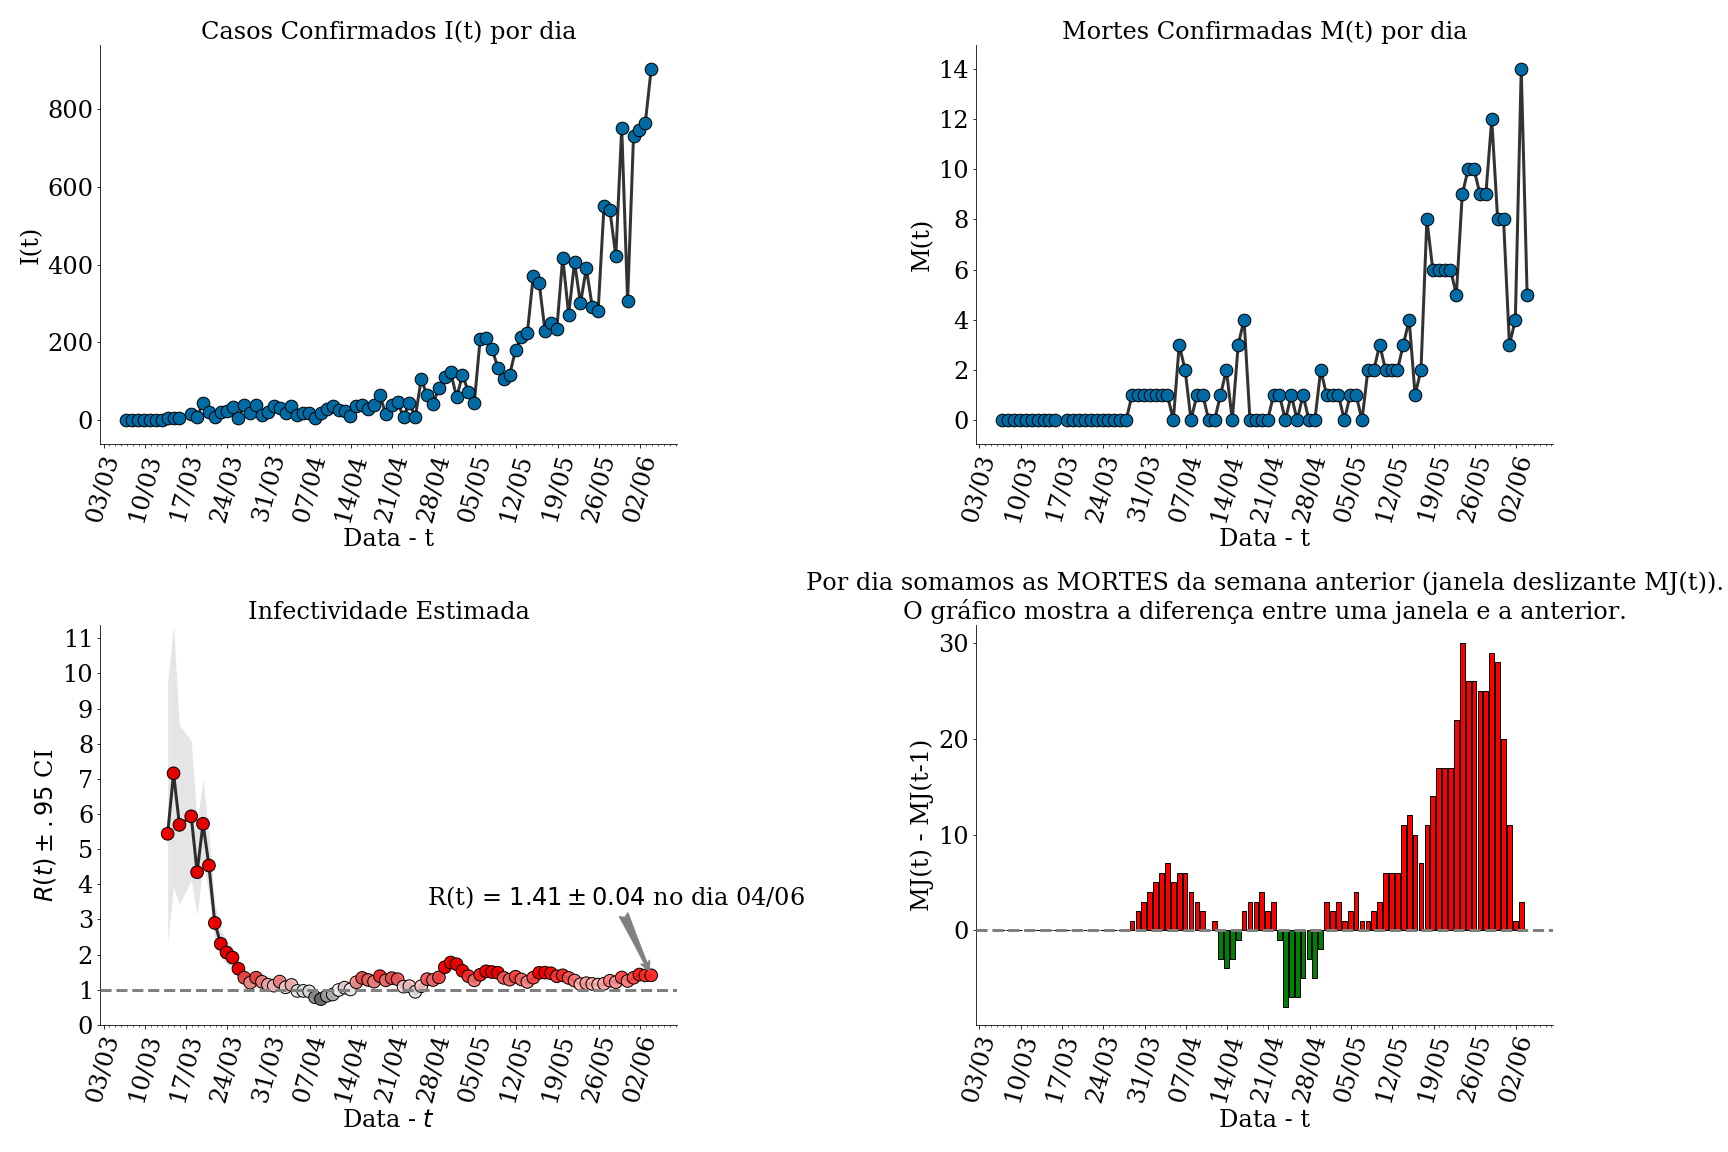 Casos Confirmados I(t) por dia
I(t)
800
600
400
200
0
03/03 10/03 17/03 24/03 31/03 07/04 14/04 21/04 28/04 05/05 12/05 19/05 26/05 02/06
Data - t
Mortes Confirmadas M(t) por dia
M(t)
14
12
10
8
6
4
2
0
03/03 10/03 17/03 24/03 31/03 07/04 14/04 21/04 28/04 05/05 12/05 19/05 26/05 02/06
Data - t
Infectividade Estimada
R(t) ± .95 CI
11
10
9
8
7
6
5
4
3
2
1
0
R(t) = 1.41 ± 0.04 no dia 04/06
03/03 10/03 17/03 24/03 31/03 07/04 14/04 21/04 28/04 05/05 12/05 19/05 26/05 02/06
Data - t
Por dia somamos as MORTES da semana anterior (janela deslizante MJ(t)).
O gráfico mostra a diferença entre uma janela e a anterior.
MJ(t) - MJ(t-1)
30
20
10
0
03/03 10/03 17/03 24/03 31/03 07/04 14/04 21/04 28/04 05/05 12/05 19/05 26/05 02/06
Data - t